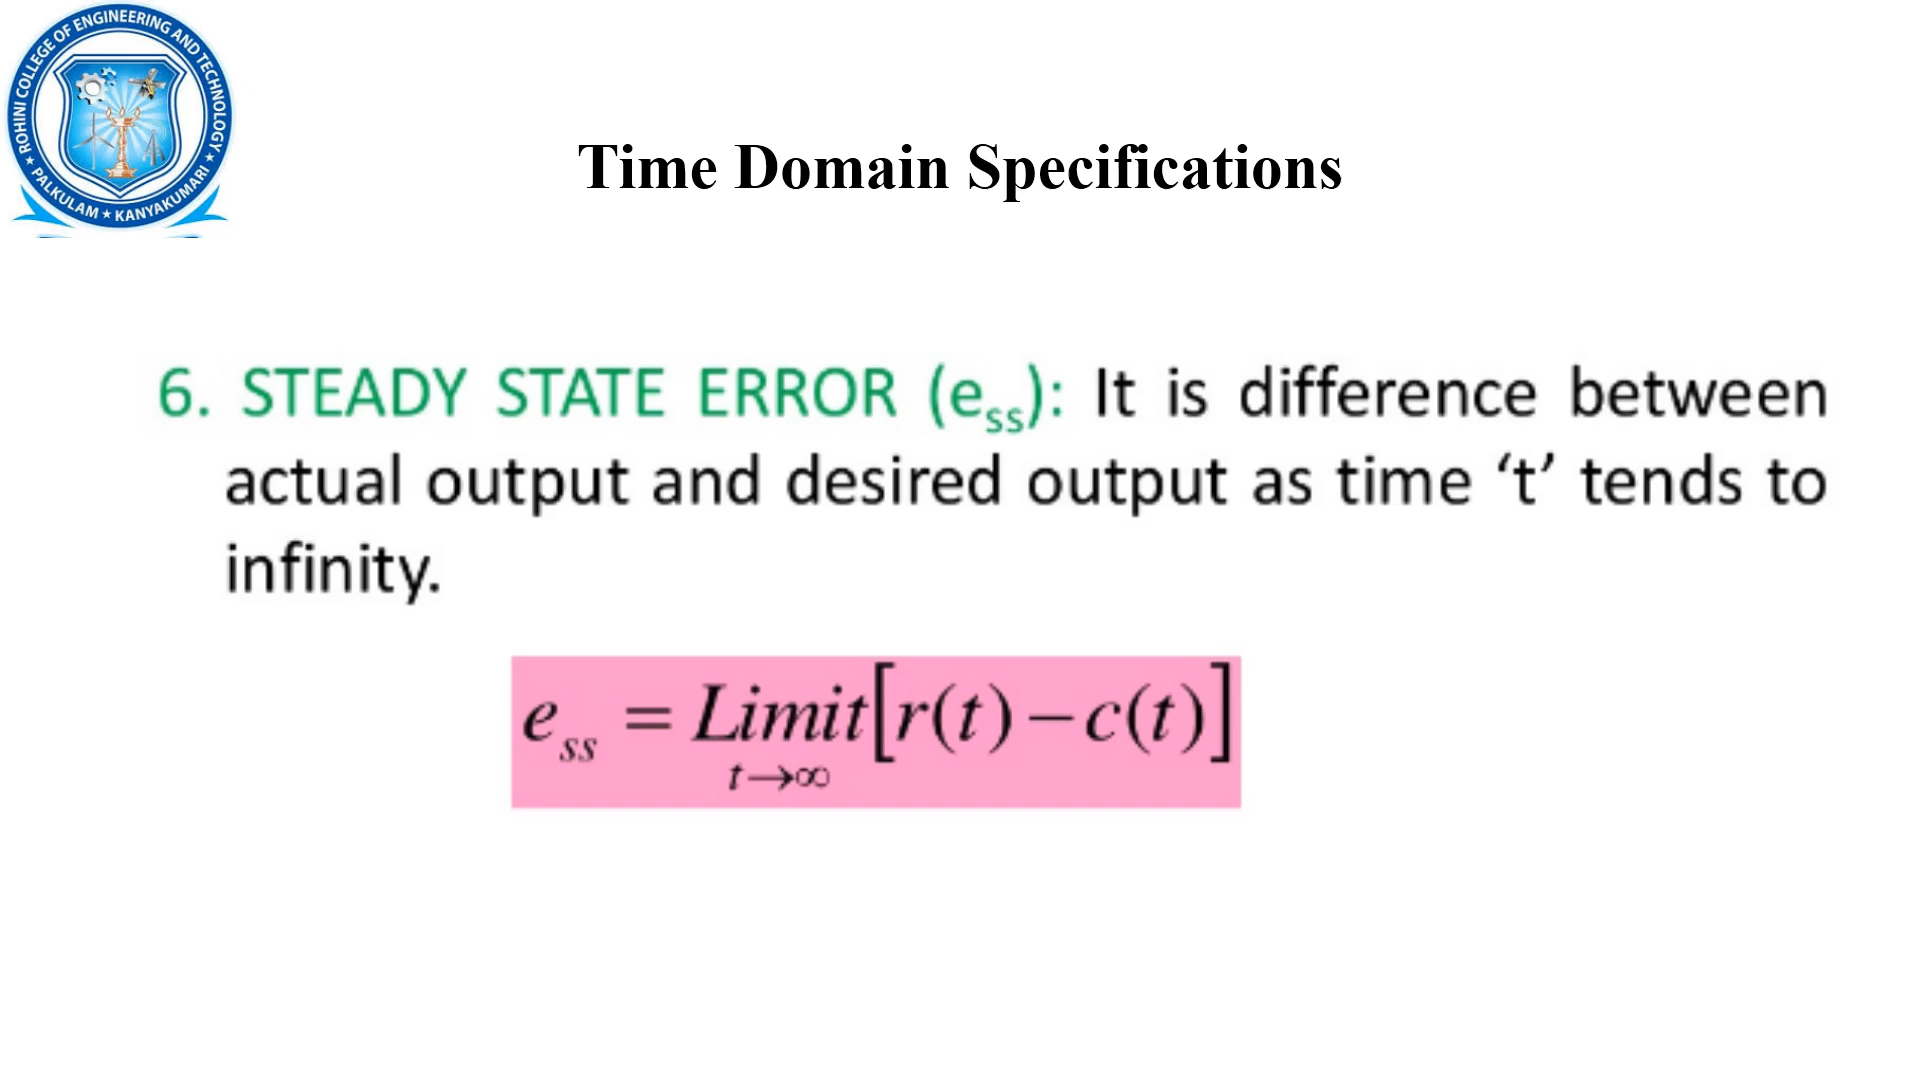 ROHINI COLLEGE OF ENGINEERING AND TECHNOLOGY
★ PALKULAM ★ KANYAKUMARI ★
Time Domain Specifications
6. STEADY STATE ERROR (e_ss): It is difference between
actual output and desired output as time ‘t’ tends to
infinity.
e_ss = Limit[r(t) − c(t)]
t→∞